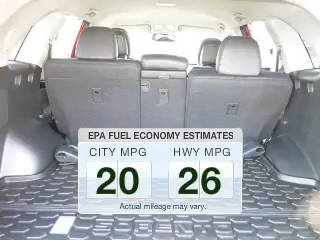 EPA FUEL ECONOMY ESTIMATES
CITY MPG HWY MPG
20 26
Actual mileage may vary.